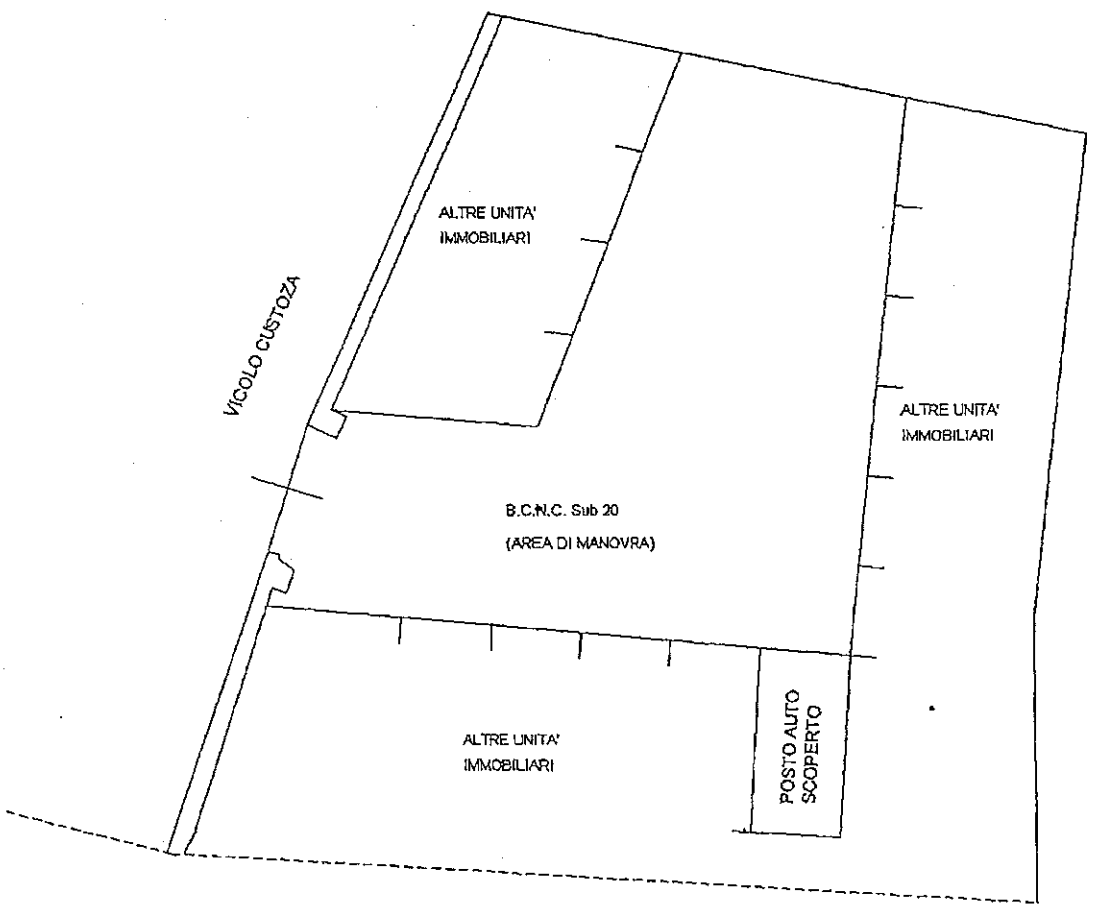 ALTRE UNITA'
IMMOBILIARI
VICOLO CUSTOZA
ALTRE UNITA'
IMMOBILIARI
B.C.N.C. Sub 20
(AREA DI MANOVRA)
ALTRE UNITA'
IMMOBILIARI
POSTO AUTO
SCOPERTO